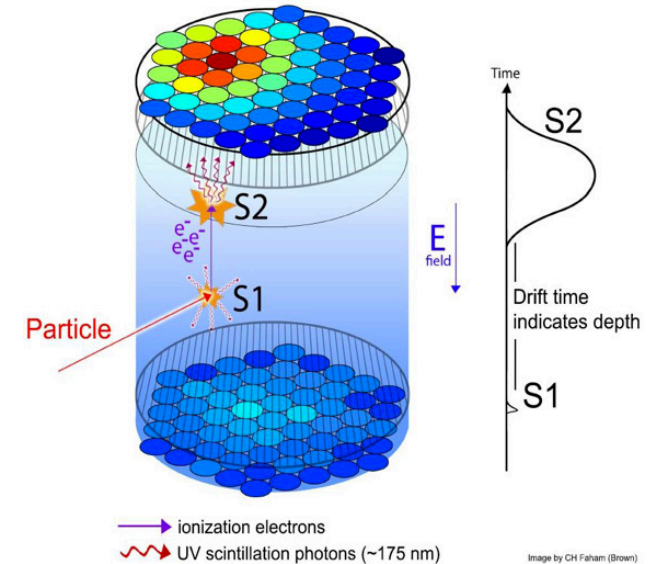 Time
S2
S2
e-
e-e-
e-
E
field
S1
Drift time
indicates depth
Particle
S1
ionization electrons
UV scintillation photons (~175 nm)
Image by CH Faham (Brown)